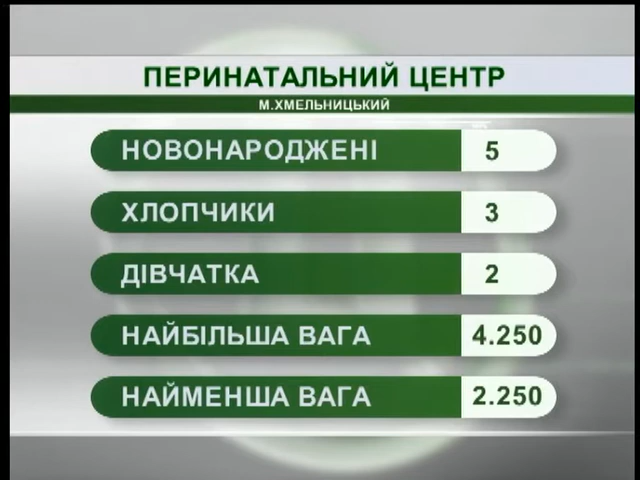 ПЕРИНАТАЛЬНИЙ ЦЕНТР
М.ХМЕЛЬНИЦЬКИЙ
НОВОНАРОДЖЕНІ 5
ХЛОПЧИКИ 3
ДІВЧАТКА 2
НАЙБІЛЬША ВАГА 4.250
НАЙМЕНША ВАГА 2.250